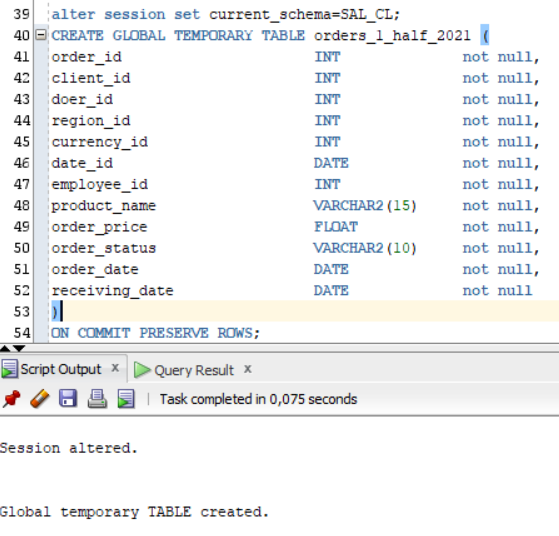 39 alter session set current_schema=SAL_CL;
40 CREATE GLOBAL TEMPORARY TABLE orders_1_half_2021 (
41 order_id INT not null,
42 client_id INT not null,
43 doer_id INT not null,
44 region_id INT not null,
45 currency_id INT not null,
46 date_id DATE not null,
47 employee_id INT not null,
48 product_name VARCHAR2(15) not null,
49 order_price FLOAT not null,
50 order_status VARCHAR2(10) not null,
51 order_date DATE not null,
52 receiving_date DATE not null
53 )
54 ON COMMIT PRESERVE ROWS;
Script Output x Query Result x
Task completed in 0,075 seconds
Session altered.
Global temporary TABLE created.